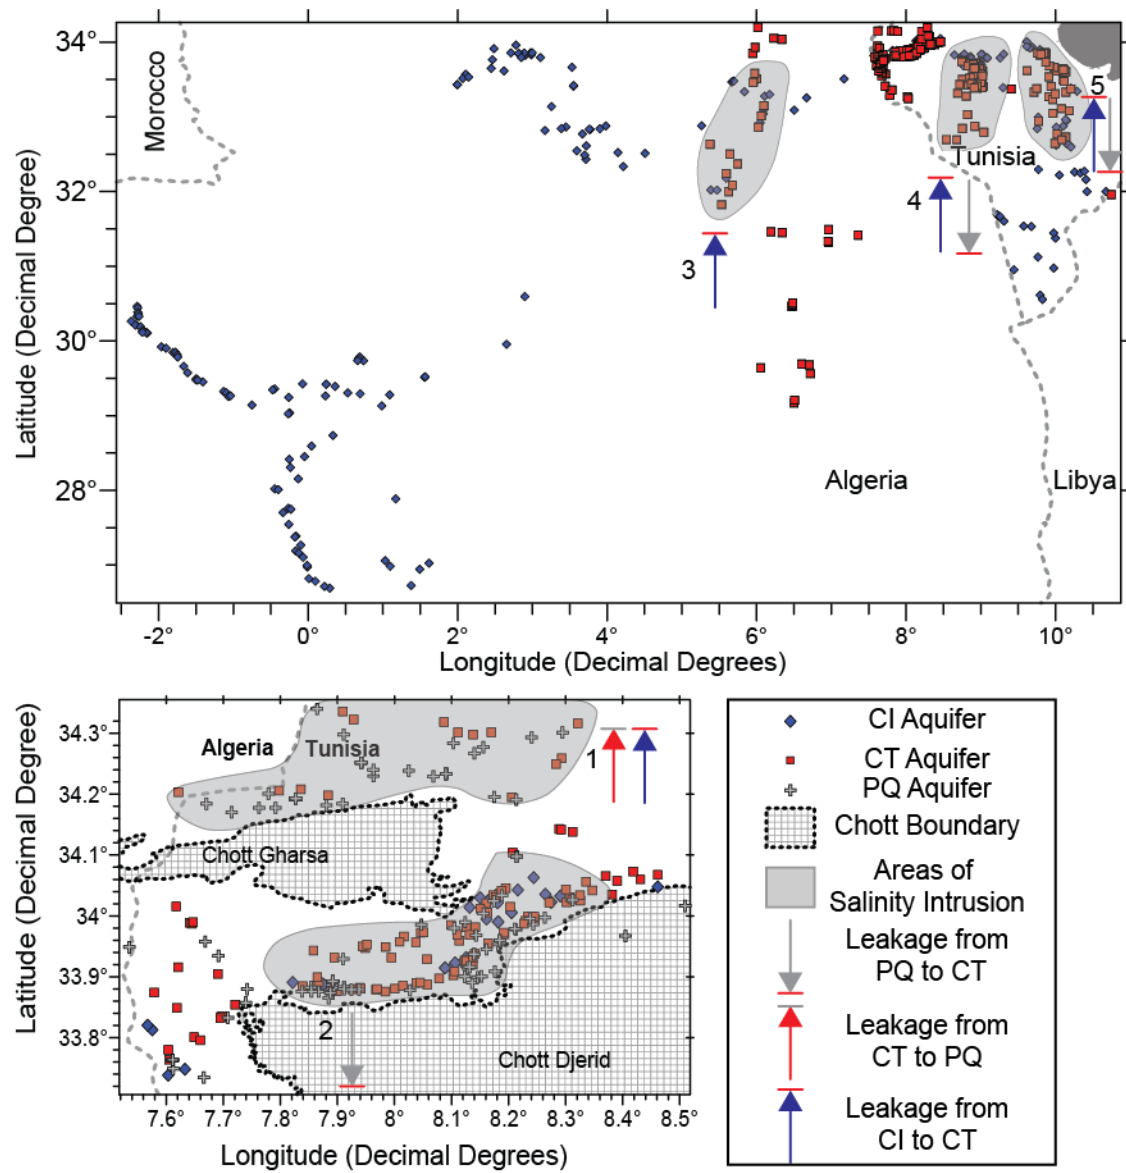 34°
32°
30°
28°
Latitude (Decimal Degree)
Morocco
Tunisia
Algeria
Libya
3
4
5
-2°
0°
2°
4°
6°
8°
10°
Longitude (Decimal Degrees)
34.3°
34.2°
34.1°
34°
33.9°
33.8°
Latitude (Decimal Degree)
Algeria
Tunisia
1
Chott Gharsa
2
Chott Djerid
7.6°
7.7°
7.8°
7.9°
8°
8.1°
8.2°
8.3°
8.4°
8.5°
Longitude (Decimal Degrees)
CI Aquifer
CT Aquifer
PQ Aquifer
Chott Boundary
Areas of
Salinity Intrusion
Leakage from
PQ to CT
Leakage from
CT to PQ
Leakage from
CI to CT